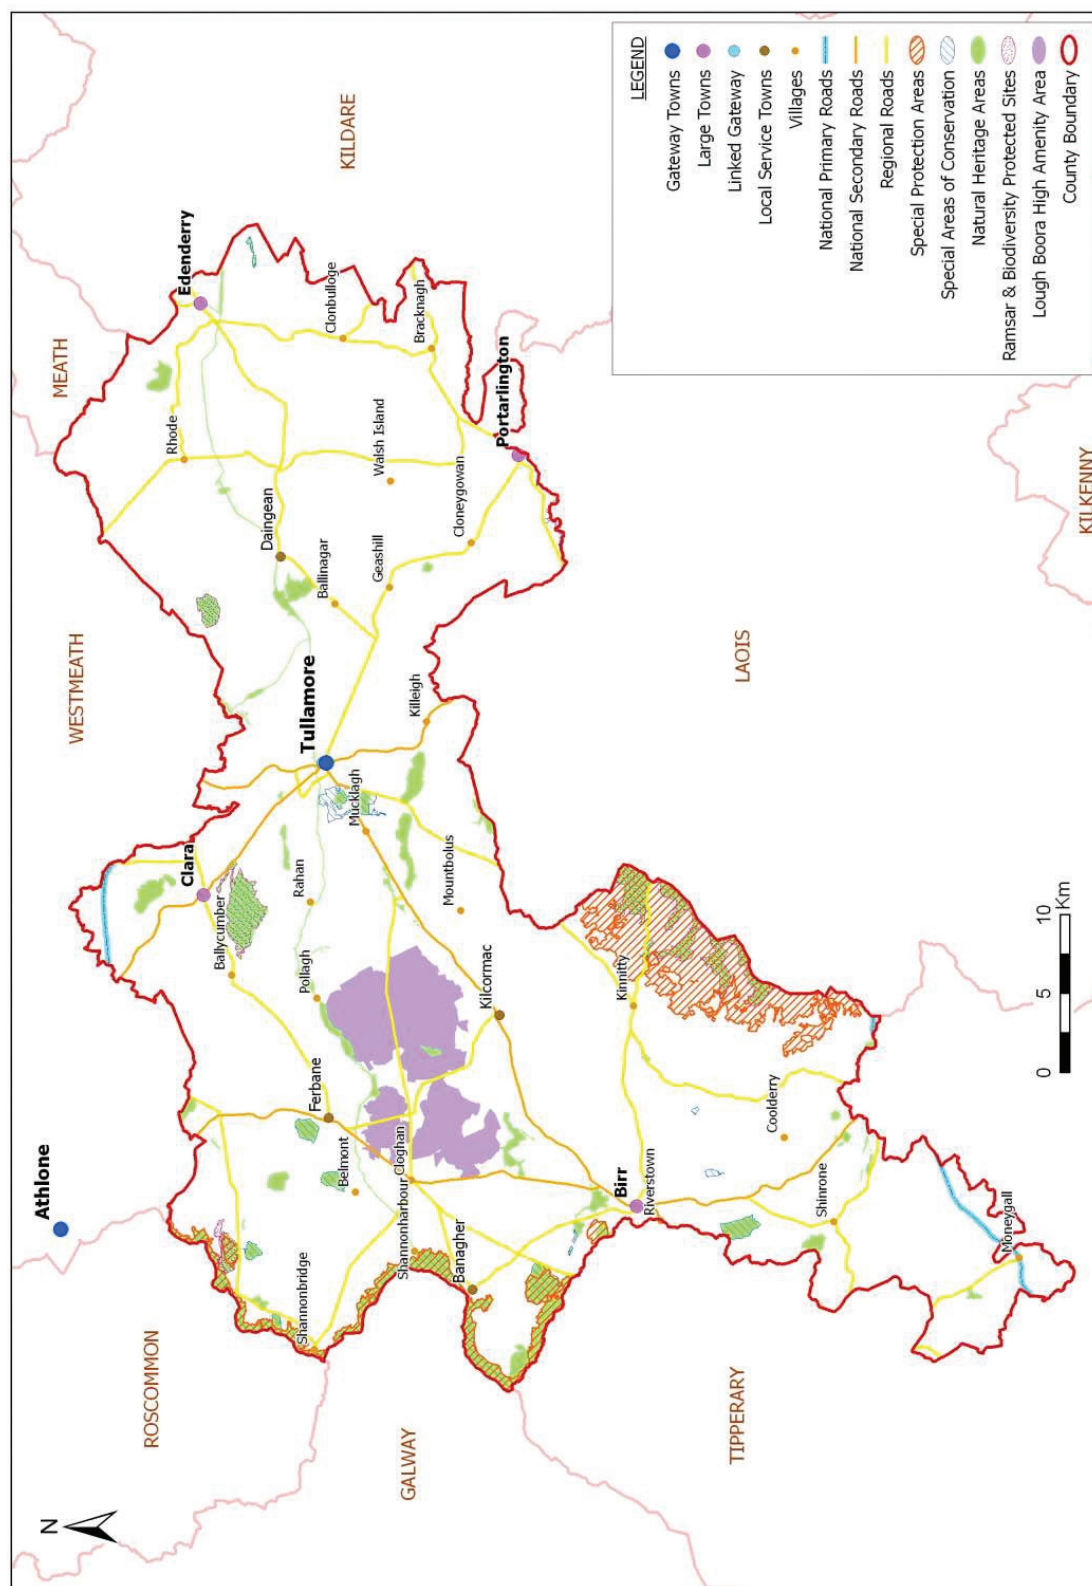 N
ROSCOMMON
GALWAY
TIPPERARY
WESTMEATH
MEATH
KILDARE
LAOIS
KILKENNY
Athlone
Clara
Ballycumber
Tullamore
Rahan
Pollagh
Mucklagh
Mountbolus
Killeigh
Ferbane
Belmont
Cloghan
Shannonharbour
Shannonbridge
Banagher
Kilcormac
Birr
Riverstown
Kinnitty
Coolderry
Shinrone
Moneygall
Edenderry
Rhode
Daingean
Ballinagar
Geashill
Cloneygowan
Walsh Island
Clonbulloge
Bracknagh
Portarlington
0 5 10
Km
LEGEND
Gateway Towns
Large Towns
Linked Gateway
Local Service Towns
Villages
National Primary Roads
National Secondary Roads
Regional Roads
Special Protection Areas
Special Areas of Conservation
Natural Heritage Areas
Ramsar & Biodiversity Protected Sites
Lough Boora High Amenity Area
County Boundary